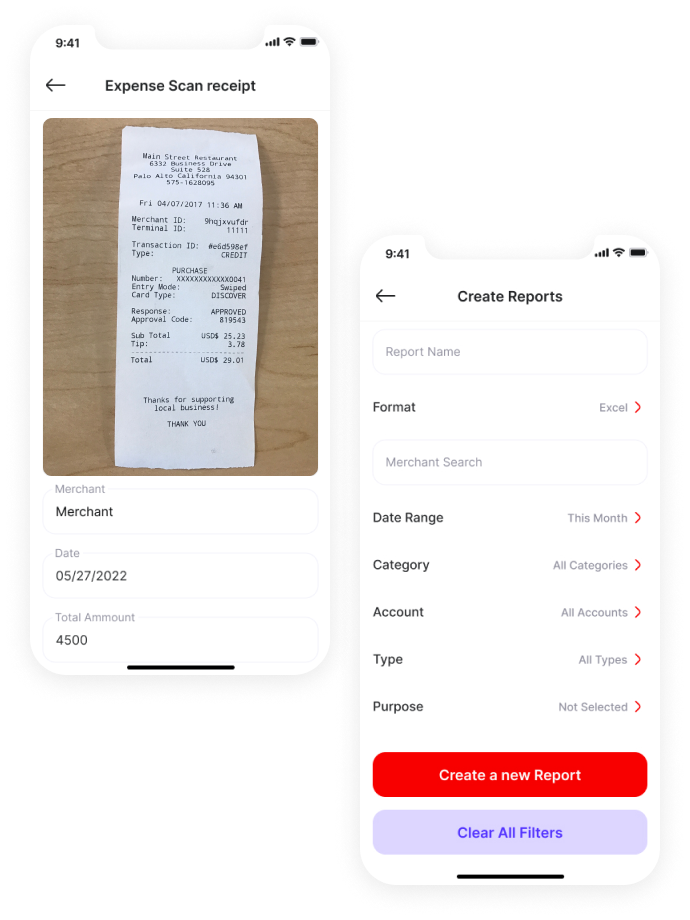 9:41
Expense Scan receipt
Main Street Restaurant
6332 Business Drive
Suite 528
Palo Alto California 94301
575-1628095
Fri 04/07/2017 11:36 AM
Merchant ID: 9hqjxvufdr
Terminal ID: 11111
Transaction ID: #e6d598ef
Type: CREDIT
PURCHASE
Number: XXXXXXXXXXXX0041
Entry Mode: Swiped
Card Type: DISCOVER
Response: APPROVED
Approval Code: 819543
Sub Total USD$ 25.23
Tip: 3.78
Total USD$ 29.01
Thanks for supporting
local business!
THANK YOU
Merchant
Merchant
Date
05/27/2022
Total Ammount
4500
9:41
Create Reports
Report Name
Format Excel
Merchant Search
Date Range This Month
Category All Categories
Account All Accounts
Type All Types
Purpose Not Selected
Create a new Report
Clear All Filters